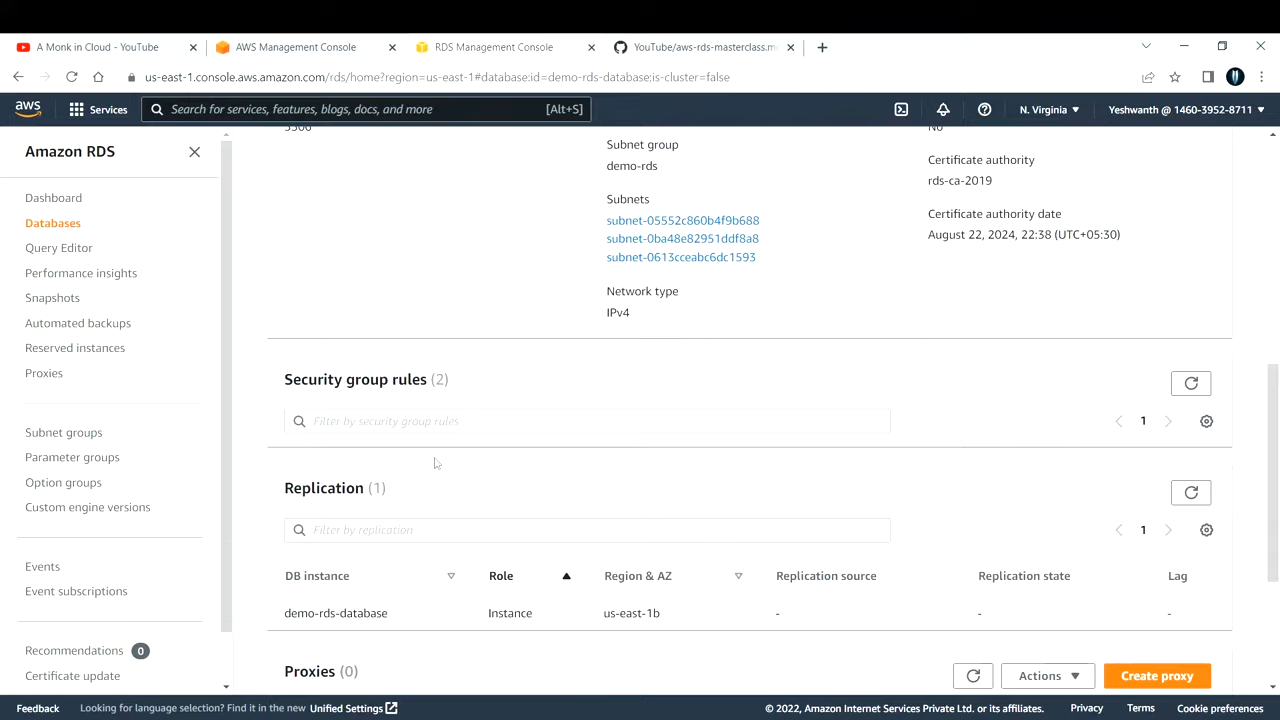 A Monk in Cloud - YouTube
AWS Management Console
RDS Management Console
YouTube/aws-rds-masterclass.m
us-east-1.console.aws.amazon.com/rds/home?region=us-east-1#database:id=demo-rds-database;is-cluster=false
aws
Services
Search for services, features, blogs, docs, and more
[Alt+S]
N. Virginia
Yeshwanth @ 1460-3952-8711
Amazon RDS
Dashboard
Databases
Query Editor
Performance insights
Snapshots
Automated backups
Reserved instances
Proxies
Subnet groups
Parameter groups
Option groups
Custom engine versions
Events
Event subscriptions
Recommendations 0
Certificate update
Subnet group
demo-rds
Subnets
subnet-05552c860b4f9b688
subnet-0ba48e82951ddf8a8
subnet-0613cceabc6dc1593
Network type
IPv4
No
Certificate authority
rds-ca-2019
Certificate authority date
August 22, 2024, 22:38 (UTC+05:30)
Security group rules (2)
Filter by security group rules
1
Replication (1)
Filter by replication
1
DB instance Role Region & AZ Replication source Replication state Lag
demo-rds-database Instance us-east-1b - - -
Proxies (0)
Actions
Create proxy
Feedback
Looking for language selection? Find it in the new Unified Settings
© 2022, Amazon Internet Services Private Ltd. or its affiliates.
Privacy
Terms
Cookie preferences